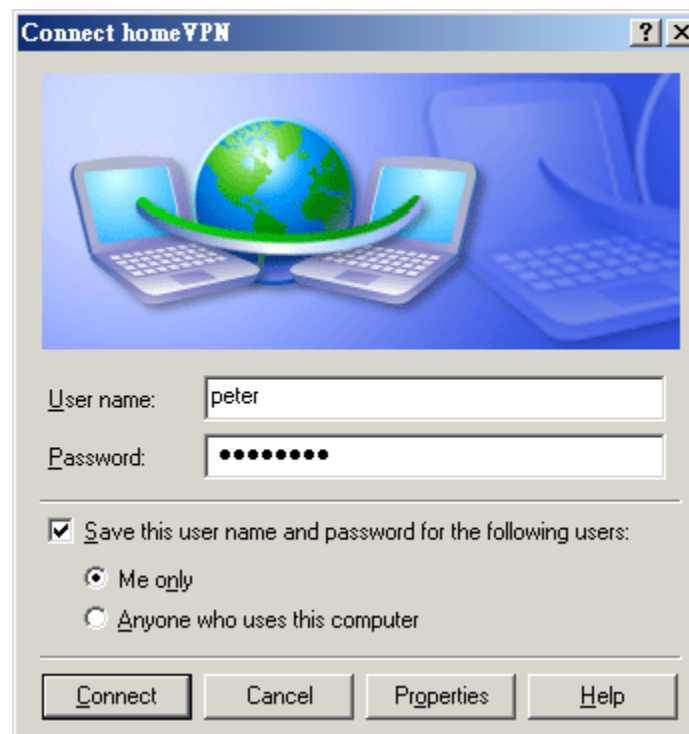 Connect homeVPN
User name:
peter
Password:
••••••••
Save this user name and password for the following users:
Me only
Anyone who uses this computer
Connect
Cancel
Properties
Help